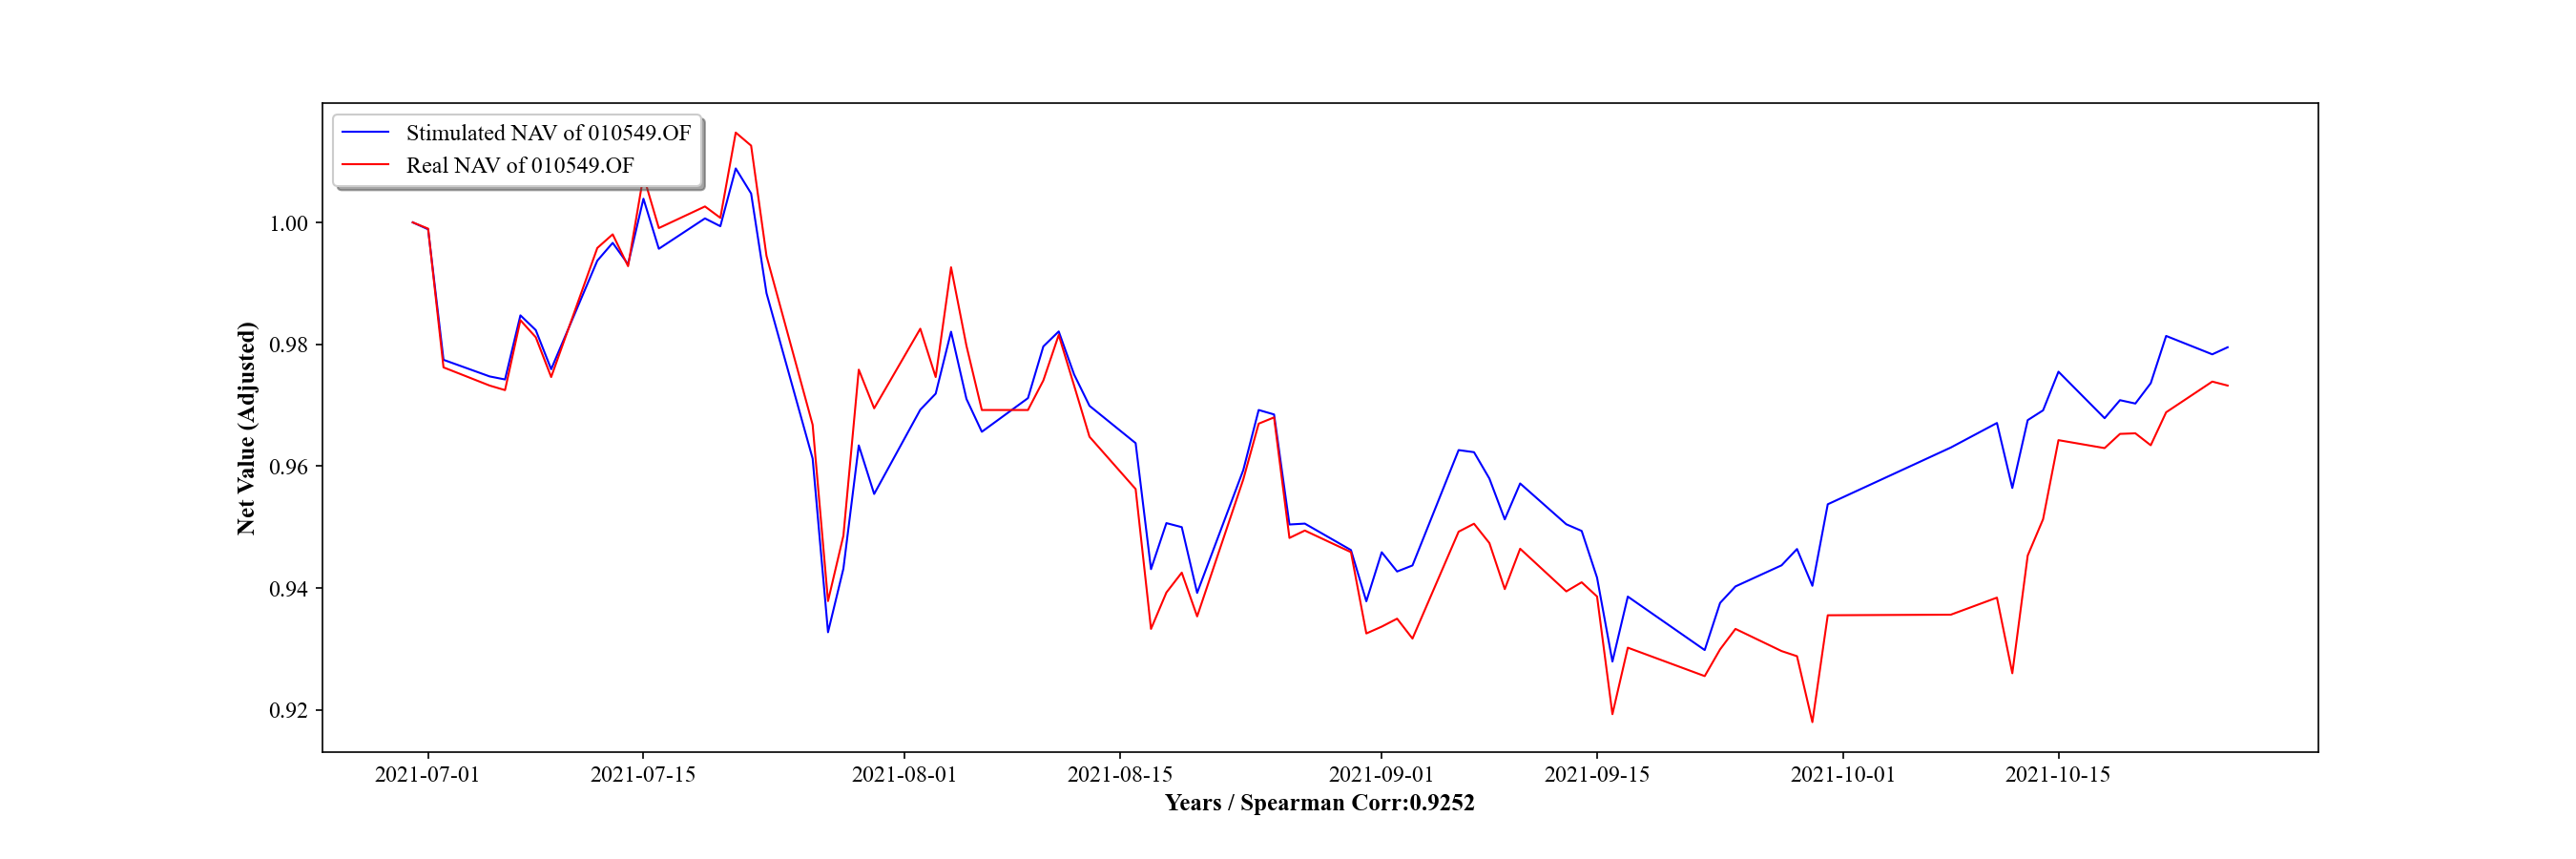 Stimulated NAV of 010549.OF
Real NAV of 010549.OF
Net Value (Adjusted)
1.00
0.98
0.96
0.94
0.92
2021-07-01 2021-07-15 2021-08-01 2021-08-15 2021-09-01 2021-09-15 2021-10-01 2021-10-15
Years / Spearman Corr:0.9252